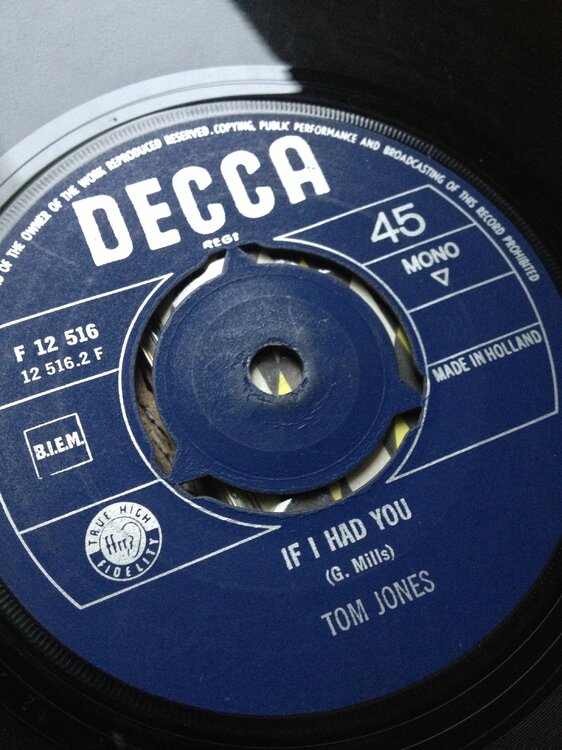 S OF THE OWNER OF THE WORK REPRODUCED RESERVED.COPYING, PUBLIC PERFORMANCE AND BROADCASTING OF THIS RECORD PROHIBITED
DECCA
REGD
45
MONO
F 12 516
12 516.2 F
MADE IN HOLLAND
B.I.E.M.
TRUE HIGH
FIDELITY
IF I HAD YOU
(G. Mills)
TOM JONES